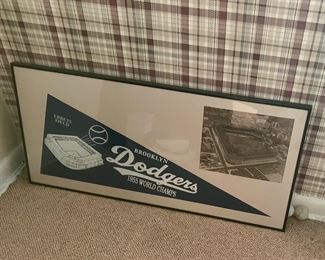 EBBETS
FIELD
BROOKLYN
Dodgers
1955 WORLD CHAMPS